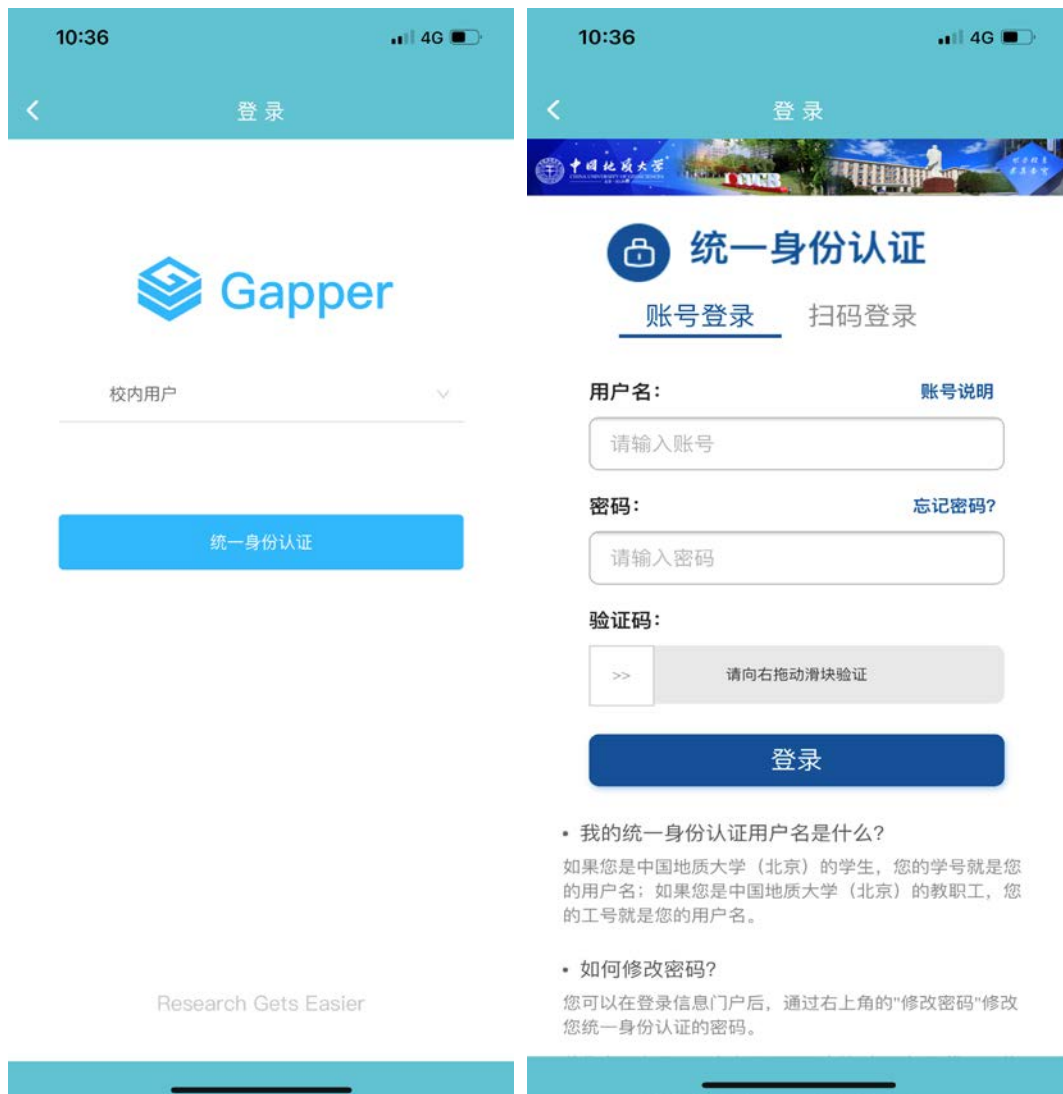 10:36
4G
登录
Gapper
校内用户
统一身份认证
Research Gets Easier
10:36
4G
登录
中国地质大学
CUGB
统一身份认证
账号登录
扫码登录
用户名：
账号说明
请输入账号
密码：
忘记密码?
请输入密码
验证码：
>>
请向右拖动滑块验证
登录
• 我的统一身份认证用户名是什么?
如果您是中国地质大学（北京）的学生，您的学号就是您
的用户名；如果您是中国地质大学（北京）的教职工，您
的工号就是您的用户名。
• 如何修改密码?
您可以在登录信息门户后，通过右上角的"修改密码"修改
您统一身份认证的密码。